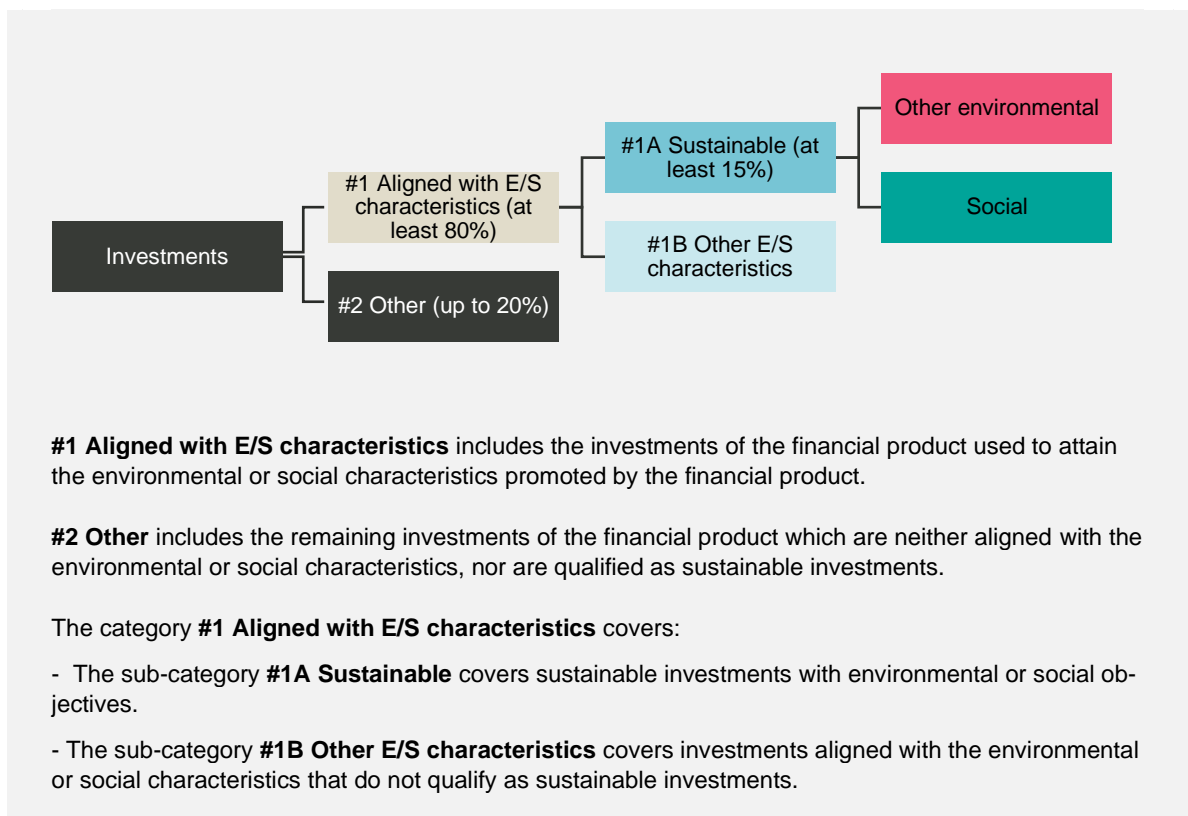 Other environmental
#1A Sustainable (at
least 15%)
#1 Aligned with E/S
characteristics (at
least 80%)
Social
Investments
#1B Other E/S
characteristics
#2 Other (up to 20%)
#1 Aligned with E/S characteristics includes the investments of the financial product used to attain
the environmental or social characteristics promoted by the financial product.
#2 Other includes the remaining investments of the financial product which are neither aligned with the
environmental or social characteristics, nor are qualified as sustainable investments.
The category #1 Aligned with E/S characteristics covers:
- The sub-category #1A Sustainable covers sustainable investments with environmental or social ob-
jectives.
- The sub-category #1B Other E/S characteristics covers investments aligned with the environmental
or social characteristics that do not qualify as sustainable investments.